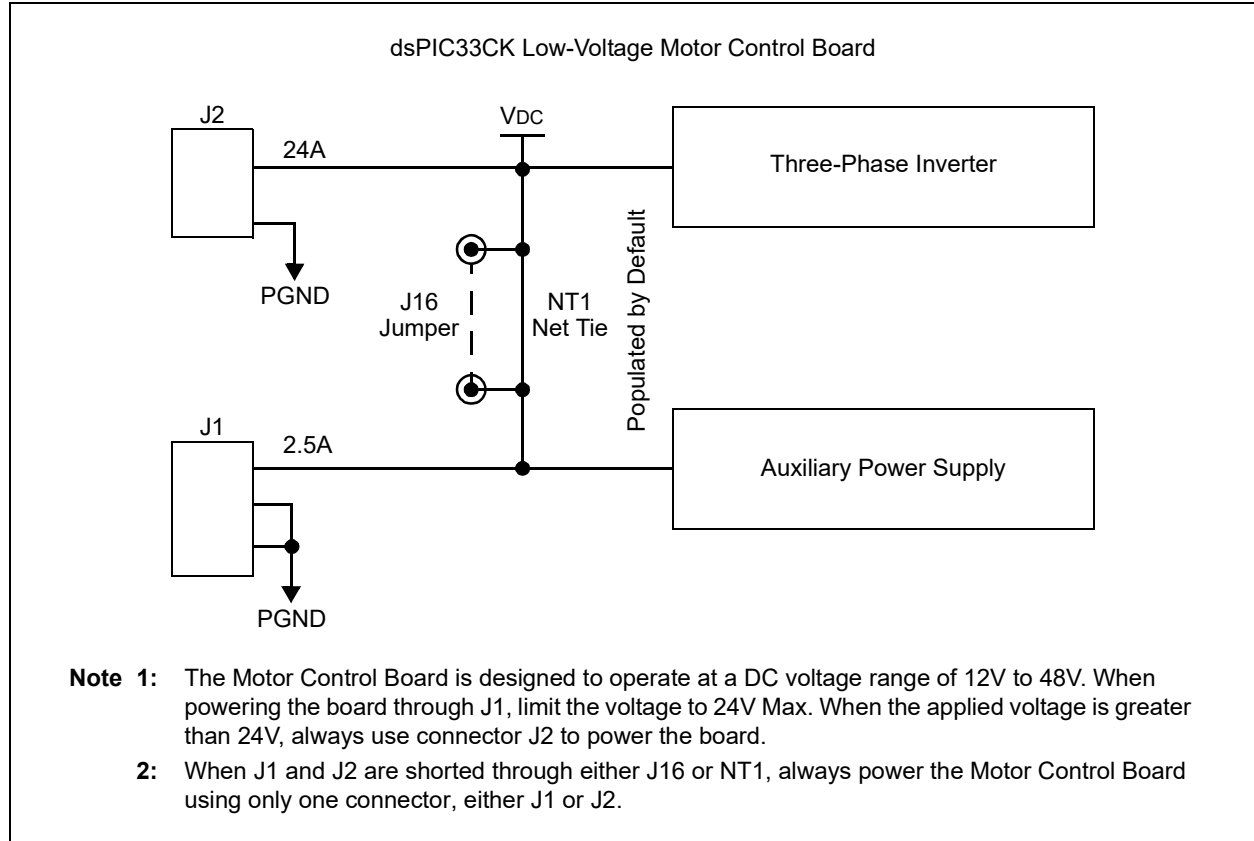 dsPIC33CK Low-Voltage Motor Control Board
J2
24A
PGND
VDC
Three-Phase Inverter
J16
Jumper
NT1
Net Tie
Populated by Default
J1
2.5A
PGND
Auxiliary Power Supply
Note 1: The Motor Control Board is designed to operate at a DC voltage range of 12V to 48V. When
powering the board through J1, limit the voltage to 24V Max. When the applied voltage is greater
than 24V, always use connector J2 to power the board.
2: When J1 and J2 are shorted through either J16 or NT1, always power the Motor Control Board
using only one connector, either J1 or J2.